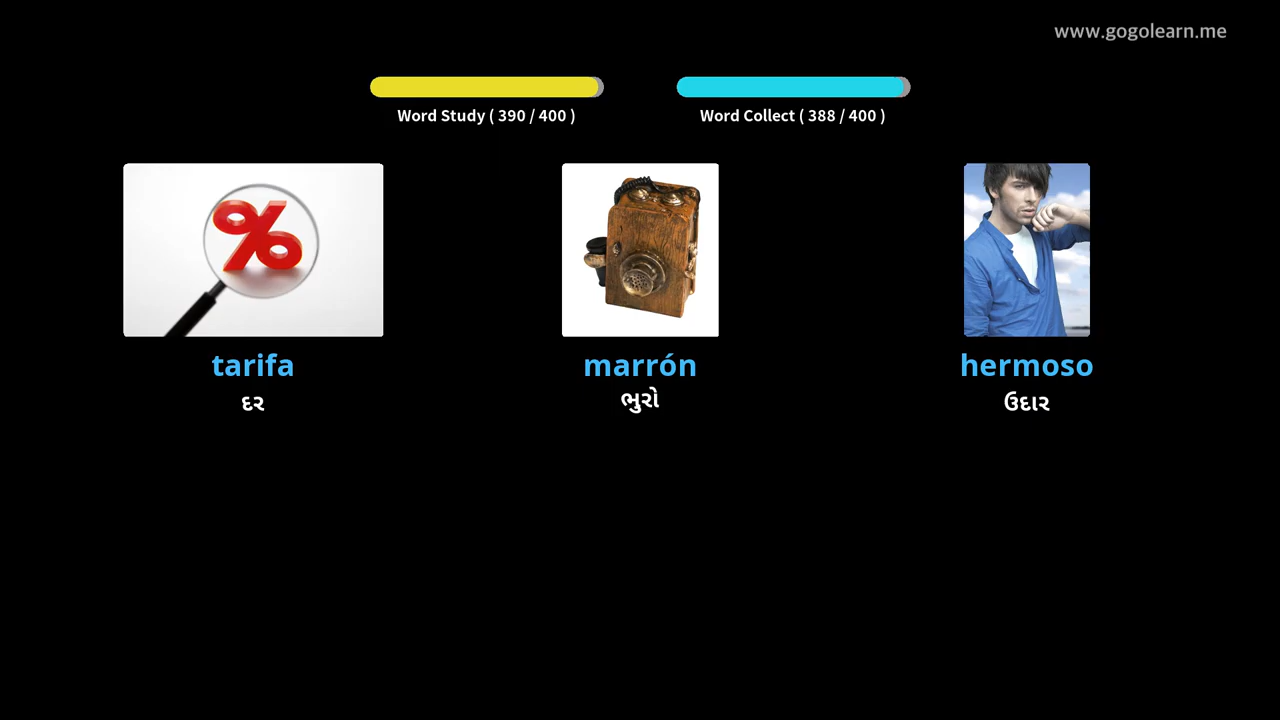 www.gogolearn.me
Word Study ( 390 / 400 )
Word Collect ( 388 / 400 )
%
tarifa
marrón
hermoso
દર
ભુરો
ઉદાર